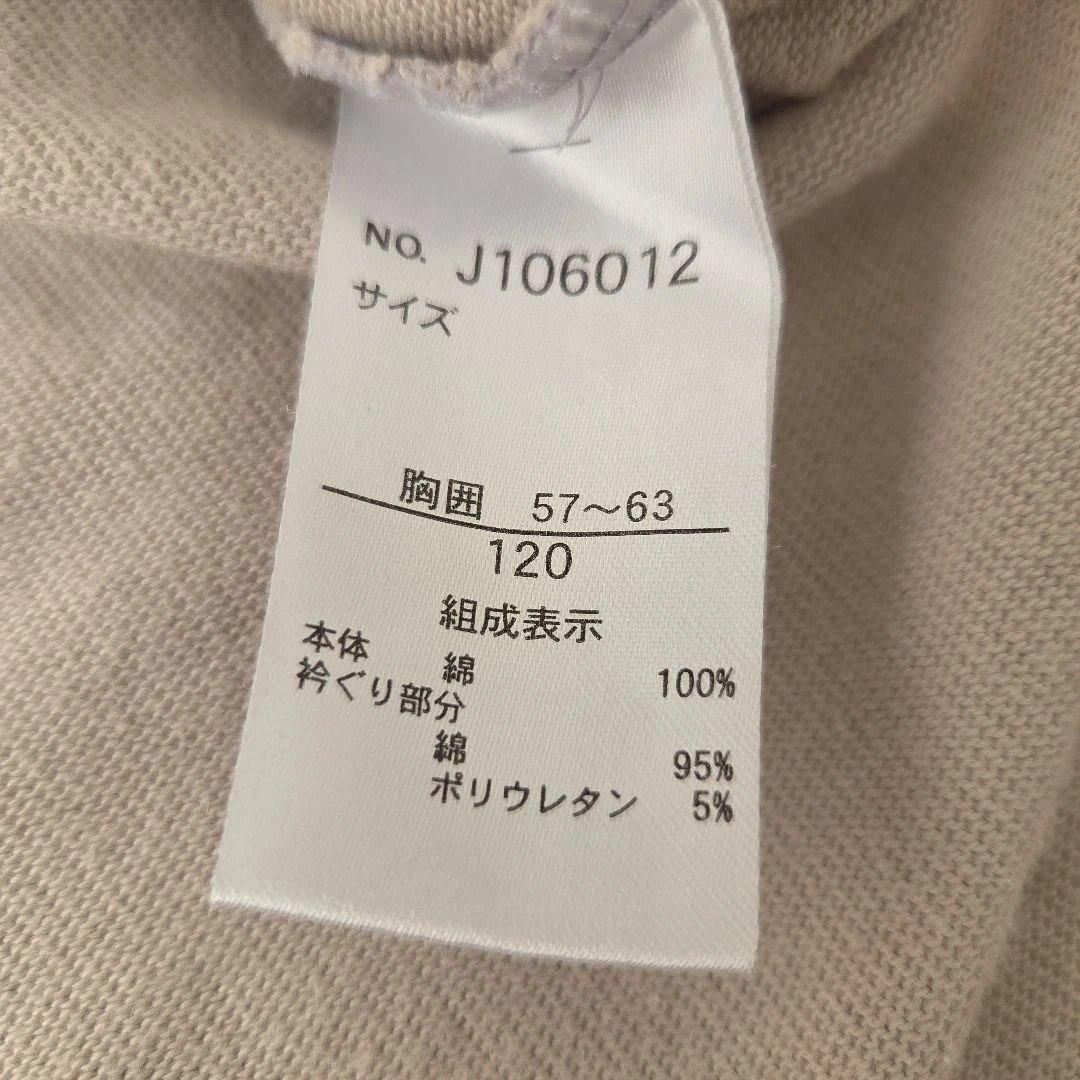 NO. J106012
サイズ
胸囲 57～63
120
組成表示
本体 綿 100%
衿ぐり部分
綿 95%
ポリウレタン 5%